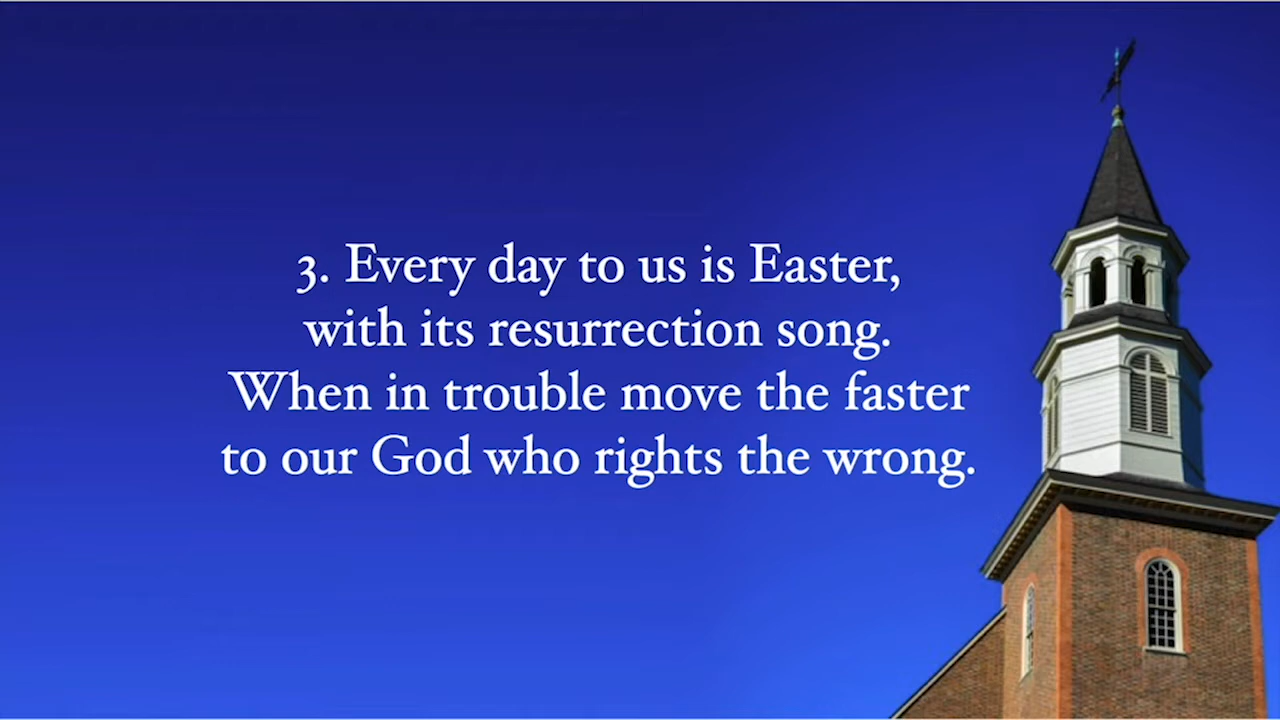 3. Every day to us is Easter,
with its resurrection song.
When in trouble move the faster
to our God who rights the wrong.